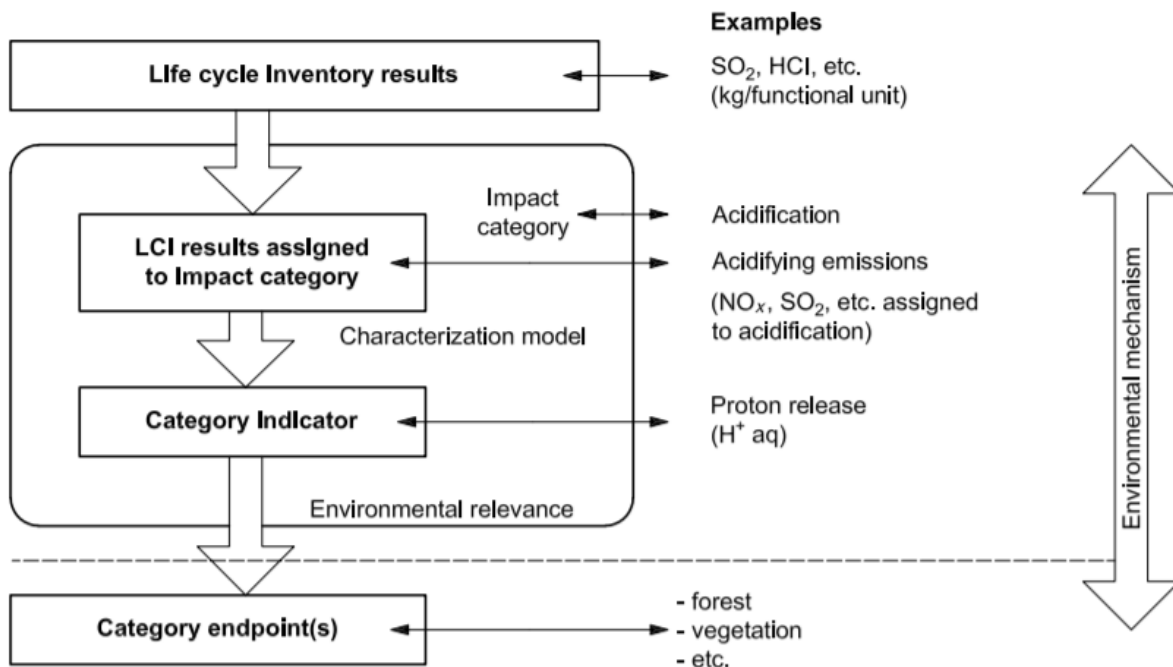 Examples
Life cycle Inventory results
SO₂, HCl, etc.
(kg/functional unit)
Impact
category
Acidification
LCI results assigned
to Impact category
Acidifying emissions
(NOₓ, SO₂, etc. assigned
to acidification)
Characterization model
Category Indicator
Proton release
(H⁺ aq)
Environmental relevance
Environmental mechanism
Category endpoint(s)
- forest
- vegetation
- etc.